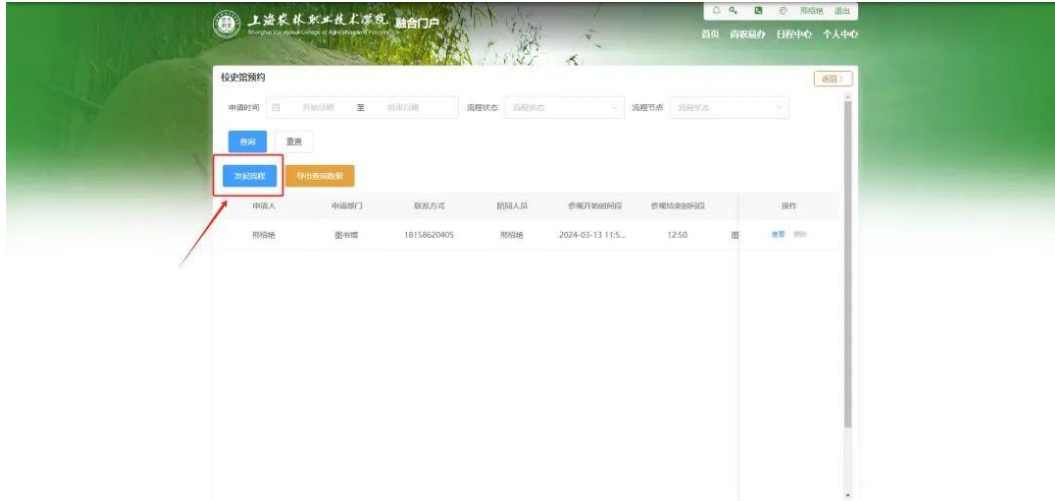 邢绍艳 退出
上海农林职业技术学院 融合门户
Shanghai Vocational College of Agriculture and Forestry
首页 日程中心 个人中心
校史馆预约
返回
申请时间 开始日期 至 结束日期 流程状态 流程状态 流程节点 流程状态
查询 重置
发起流程 导出查询数据
申请人 申请部门 联系方式 陪同人员 参观开始时间段 参观结束时间段 操作
邢绍艳 图书馆 18158620405 邢绍艳 2024-03-13 11:5... 12:50 图 查看 删除